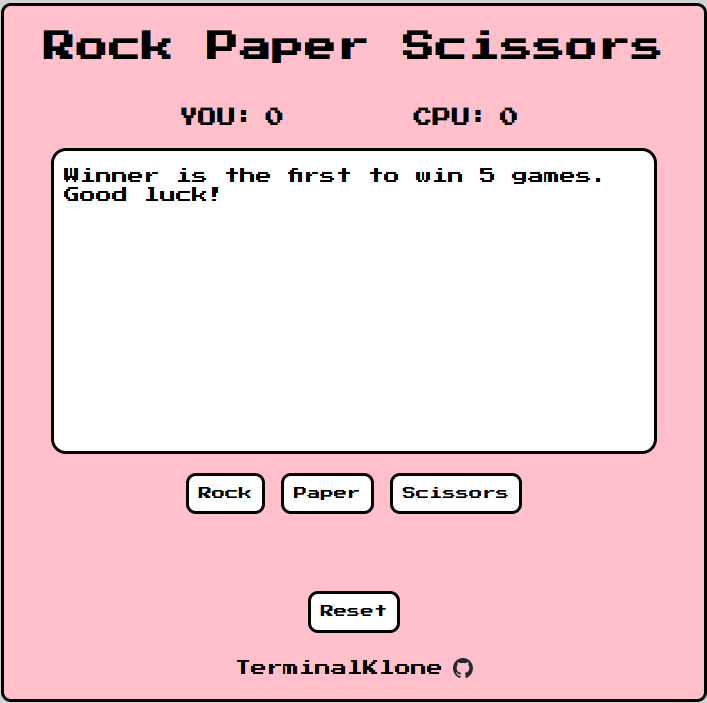 Rock Paper Scissors
YOU: 0 CPU: 0
Winner is the first to win 5 games.
Good luck!
Rock Paper Scissors
Reset
TerminalKlone